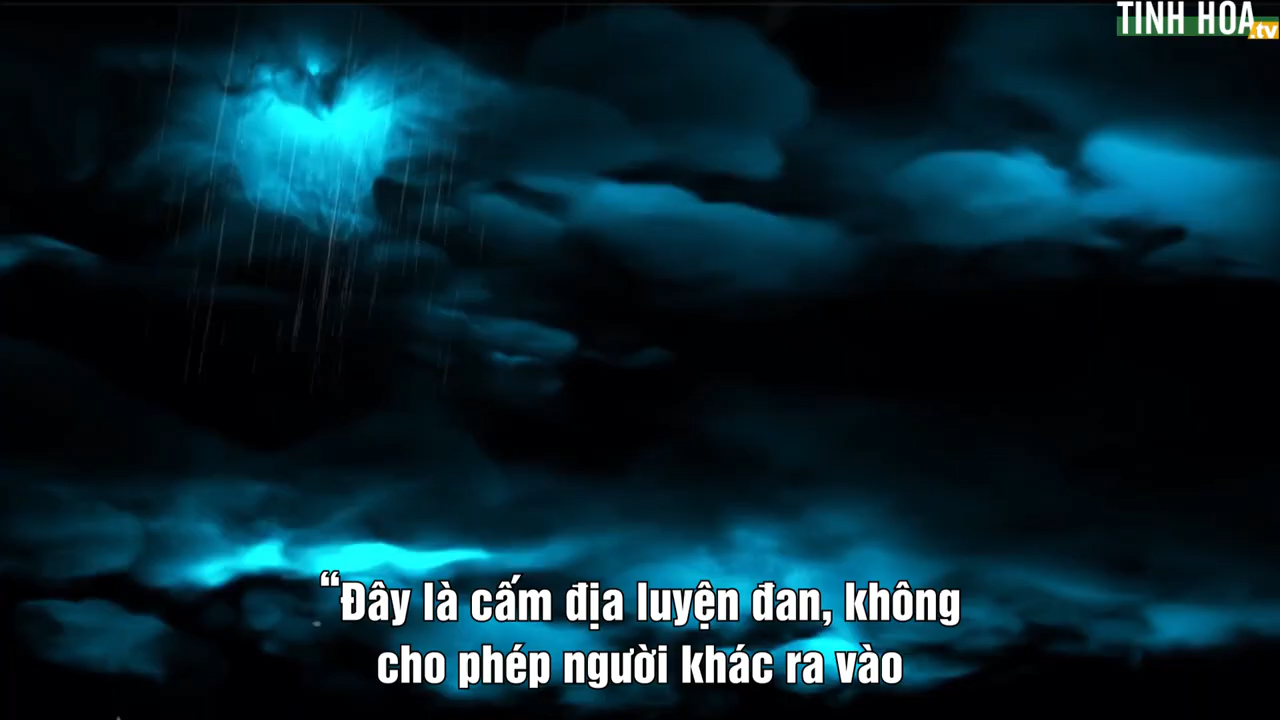 TINH HOA
.tv
“Đây là cấm địa luyện đan, không
cho phép người khác ra vào